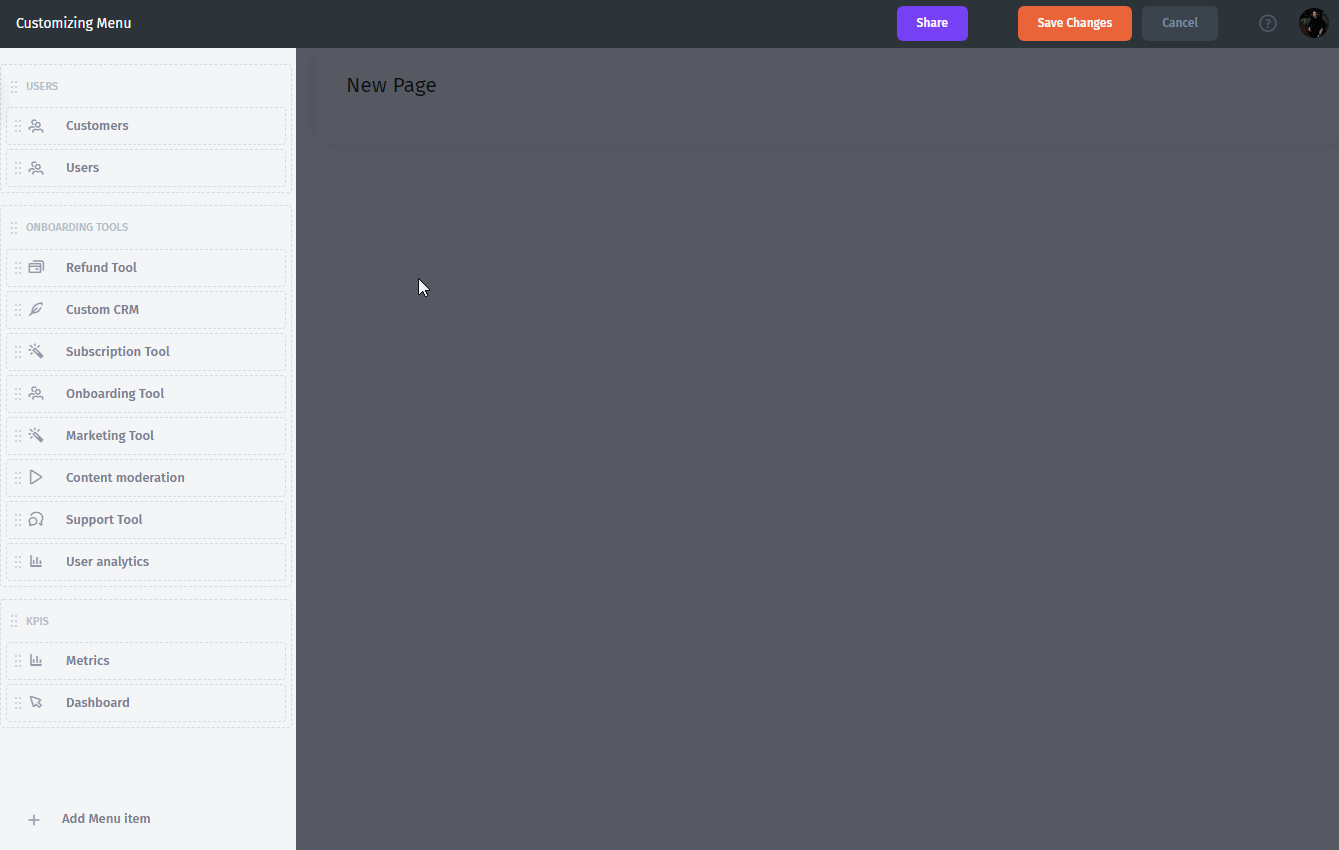 Customizing Menu
Share
Save Changes
Cancel
?
USERS
Customers
Users
ONBOARDING TOOLS
Refund Tool
Custom CRM
Subscription Tool
Onboarding Tool
Marketing Tool
Content moderation
Support Tool
User analytics
KPIS
Metrics
Dashboard
Add Menu item
New Page